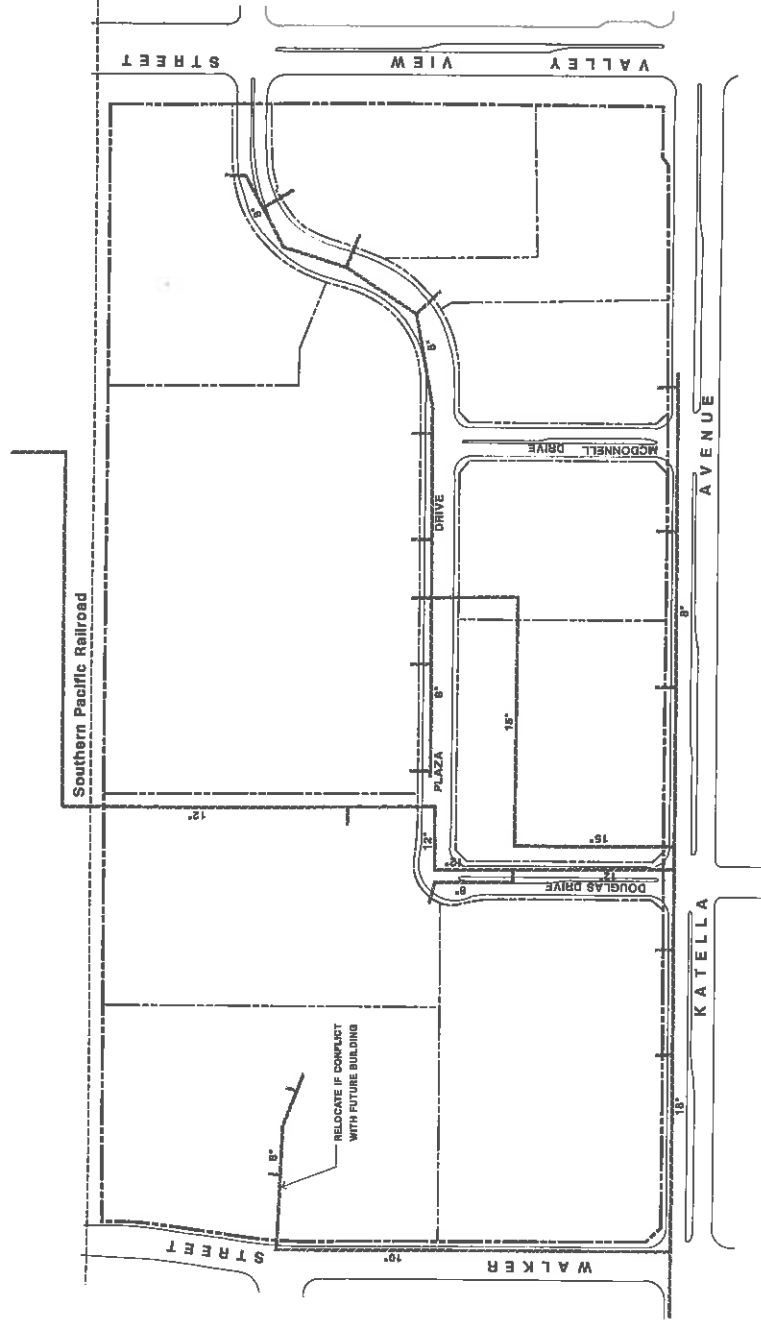 VALLEY VIEW STREET
8"
8"
MCDONNELL DRIVE
AVENUE
DRIVE
Southern Pacific Railroad
8"
8"
15"
PLAZA
12"
12"
12"
15"
12"
8"
DOUGLAS DRIVE
KATELLA
RELOCATE IF CONFLICT
WITH FUTURE BUILDING
8"
18"
10"
WALKER STREET